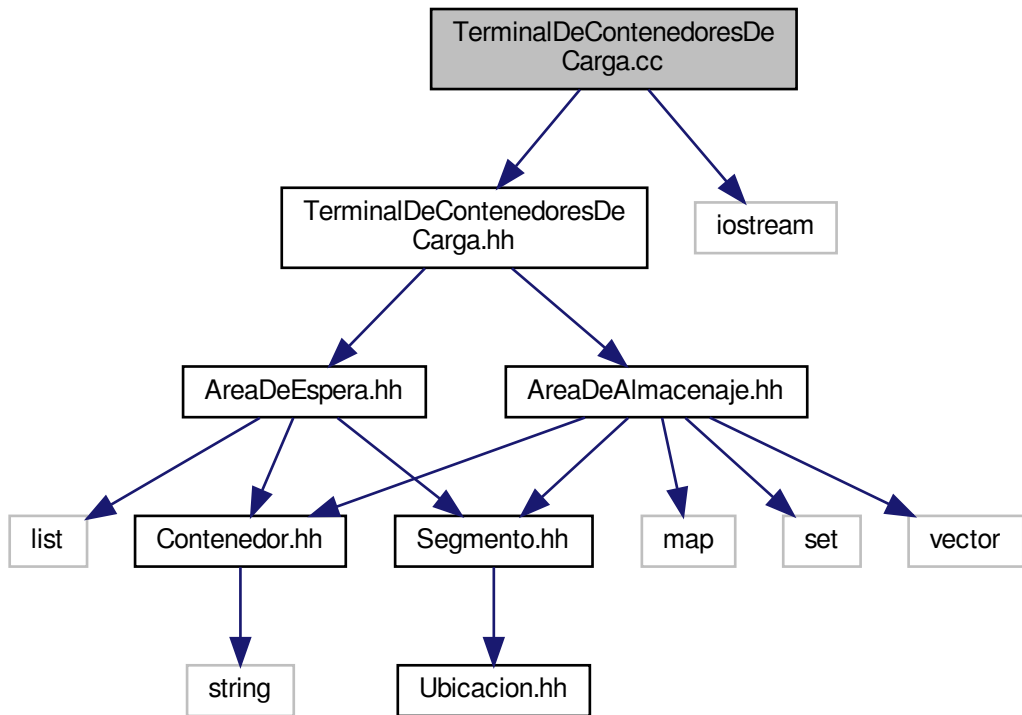 TerminalDeContenedoresDe
Carga.cc
TerminalDeContenedoresDe
Carga.hh
iostream
AreaDeEspera.hh
AreaDeAlmacenaje.hh
list
Contenedor.hh
Segmento.hh
map
set
vector
string
Ubicacion.hh